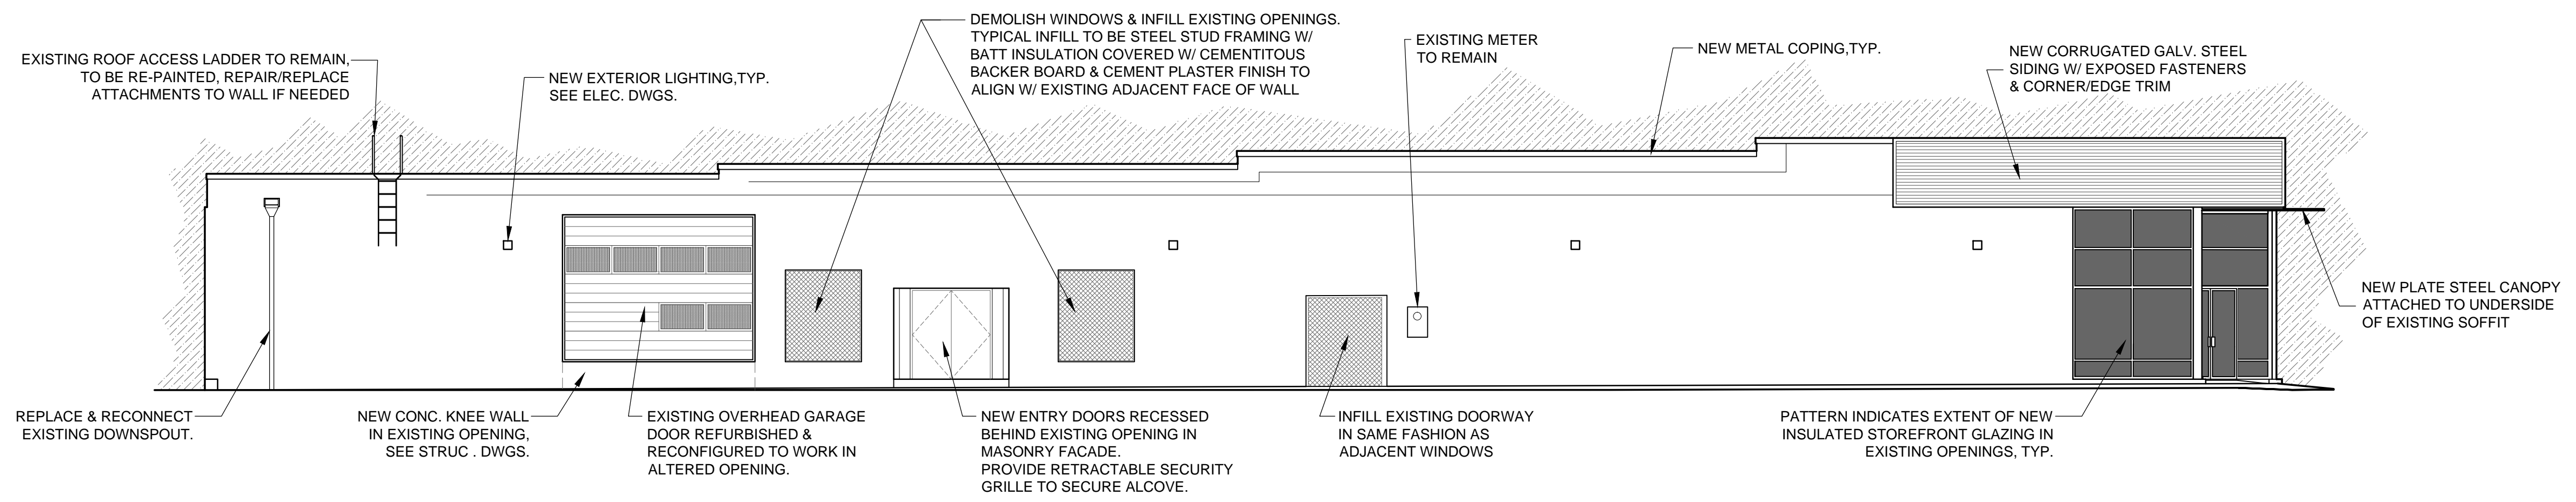 EXISTING ROOF ACCESS LADDER TO REMAIN,
TO BE RE-PAINTED, REPAIR/REPLACE
ATTACHMENTS TO WALL IF NEEDED
NEW EXTERIOR LIGHTING,TYP.
SEE ELEC. DWGS.
DEMOLISH WINDOWS & INFILL EXISTING OPENINGS.
TYPICAL INFILL TO BE STEEL STUD FRAMING W/
BATT INSULATION COVERED W/ CEMENTITOUS
BACKER BOARD & CEMENT PLASTER FINISH TO
ALIGN W/ EXISTING ADJACENT FACE OF WALL
EXISTING METER
TO REMAIN
NEW METAL COPING,TYP.
NEW CORRUGATED GALV. STEEL
SIDING W/ EXPOSED FASTENERS
& CORNER/EDGE TRIM
NEW PLATE STEEL CANOPY
ATTACHED TO UNDERSIDE
OF EXISTING SOFFIT
REPLACE & RECONNECT
EXISTING DOWNSPOUT.
NEW CONC. KNEE WALL
IN EXISTING OPENING,
SEE STRUC . DWGS.
EXISTING OVERHEAD GARAGE
DOOR REFURBISHED &
RECONFIGURED TO WORK IN
ALTERED OPENING.
NEW ENTRY DOORS RECESSED
BEHIND EXISTING OPENING IN
MASONRY FACADE.
PROVIDE RETRACTABLE SECURITY
GRILLE TO SECURE ALCOVE.
INFILL EXISTING DOORWAY
IN SAME FASHION AS
ADJACENT WINDOWS
PATTERN INDICATES EXTENT OF NEW
INSULATED STOREFRONT GLAZING IN
EXISTING OPENINGS, TYP.